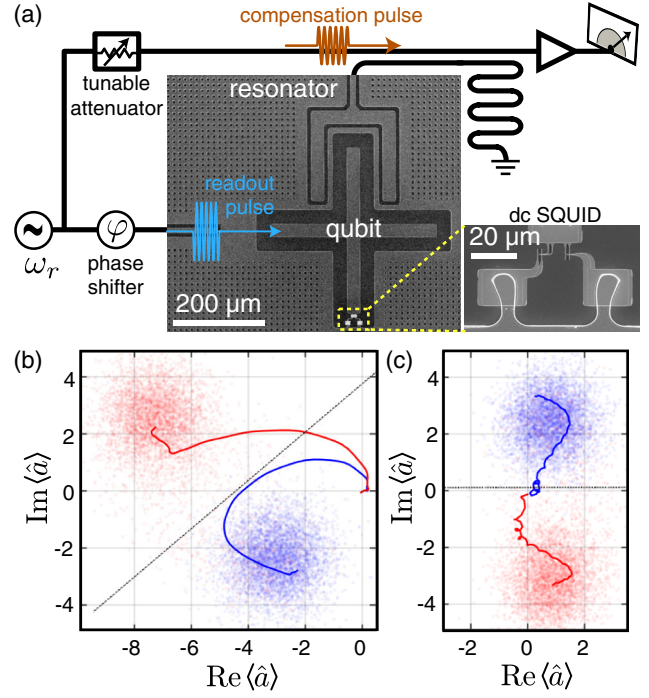 (a)
compensation pulse
tunable
attenuator
resonator
readout
pulse
qubit
dc SQUID
20 μm
~
φ
ω_r
phase
shifter
200 μm
(b)
(c)
4
2
0
-2
-4
Im⟨â⟩
-8
-6
-4
-2
0
Re⟨â⟩
4
2
0
-2
-4
Im⟨â⟩
-2
0
2
Re⟨â⟩